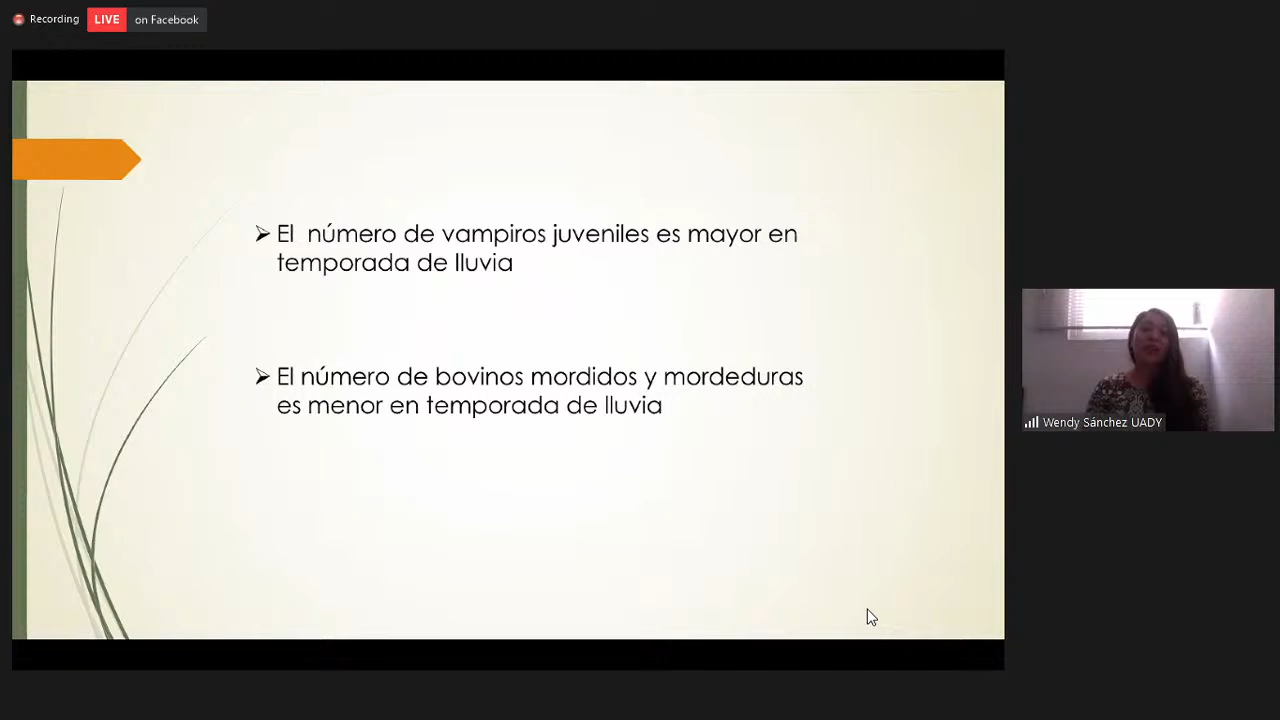 Recording
LIVE on Facebook
➢ El número de vampiros juveniles es mayor en
temporada de lluvia
➢ El número de bovinos mordidos y mordeduras
es menor en temporada de lluvia
Wendy Sánchez UADY